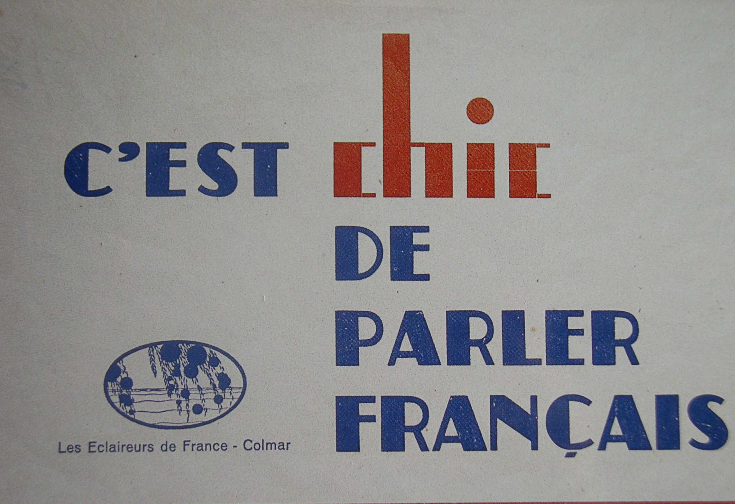 C'EST chic
DE
PARLER
FRANÇAIS
Les Eclaireurs de France - Colmar